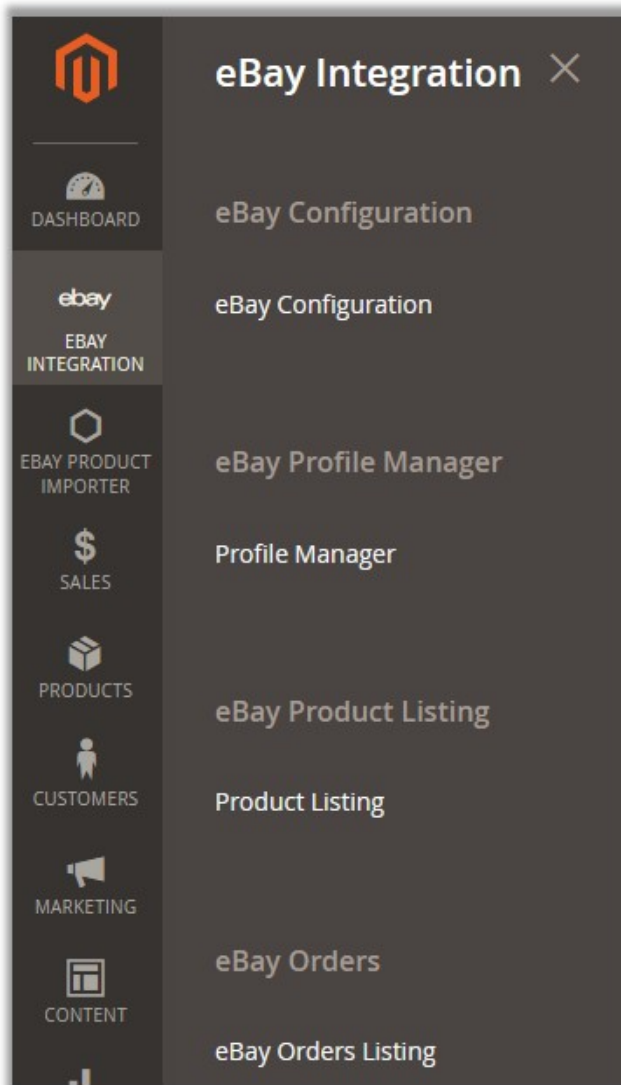 eBay Integration
DASHBOARD
ebay
EBAY
INTEGRATION
EBAY PRODUCT
IMPORTER
$
SALES
PRODUCTS
CUSTOMERS
MARKETING
CONTENT
eBay Configuration
eBay Configuration
eBay Profile Manager
Profile Manager
eBay Product Listing
Product Listing
eBay Orders
eBay Orders Listing